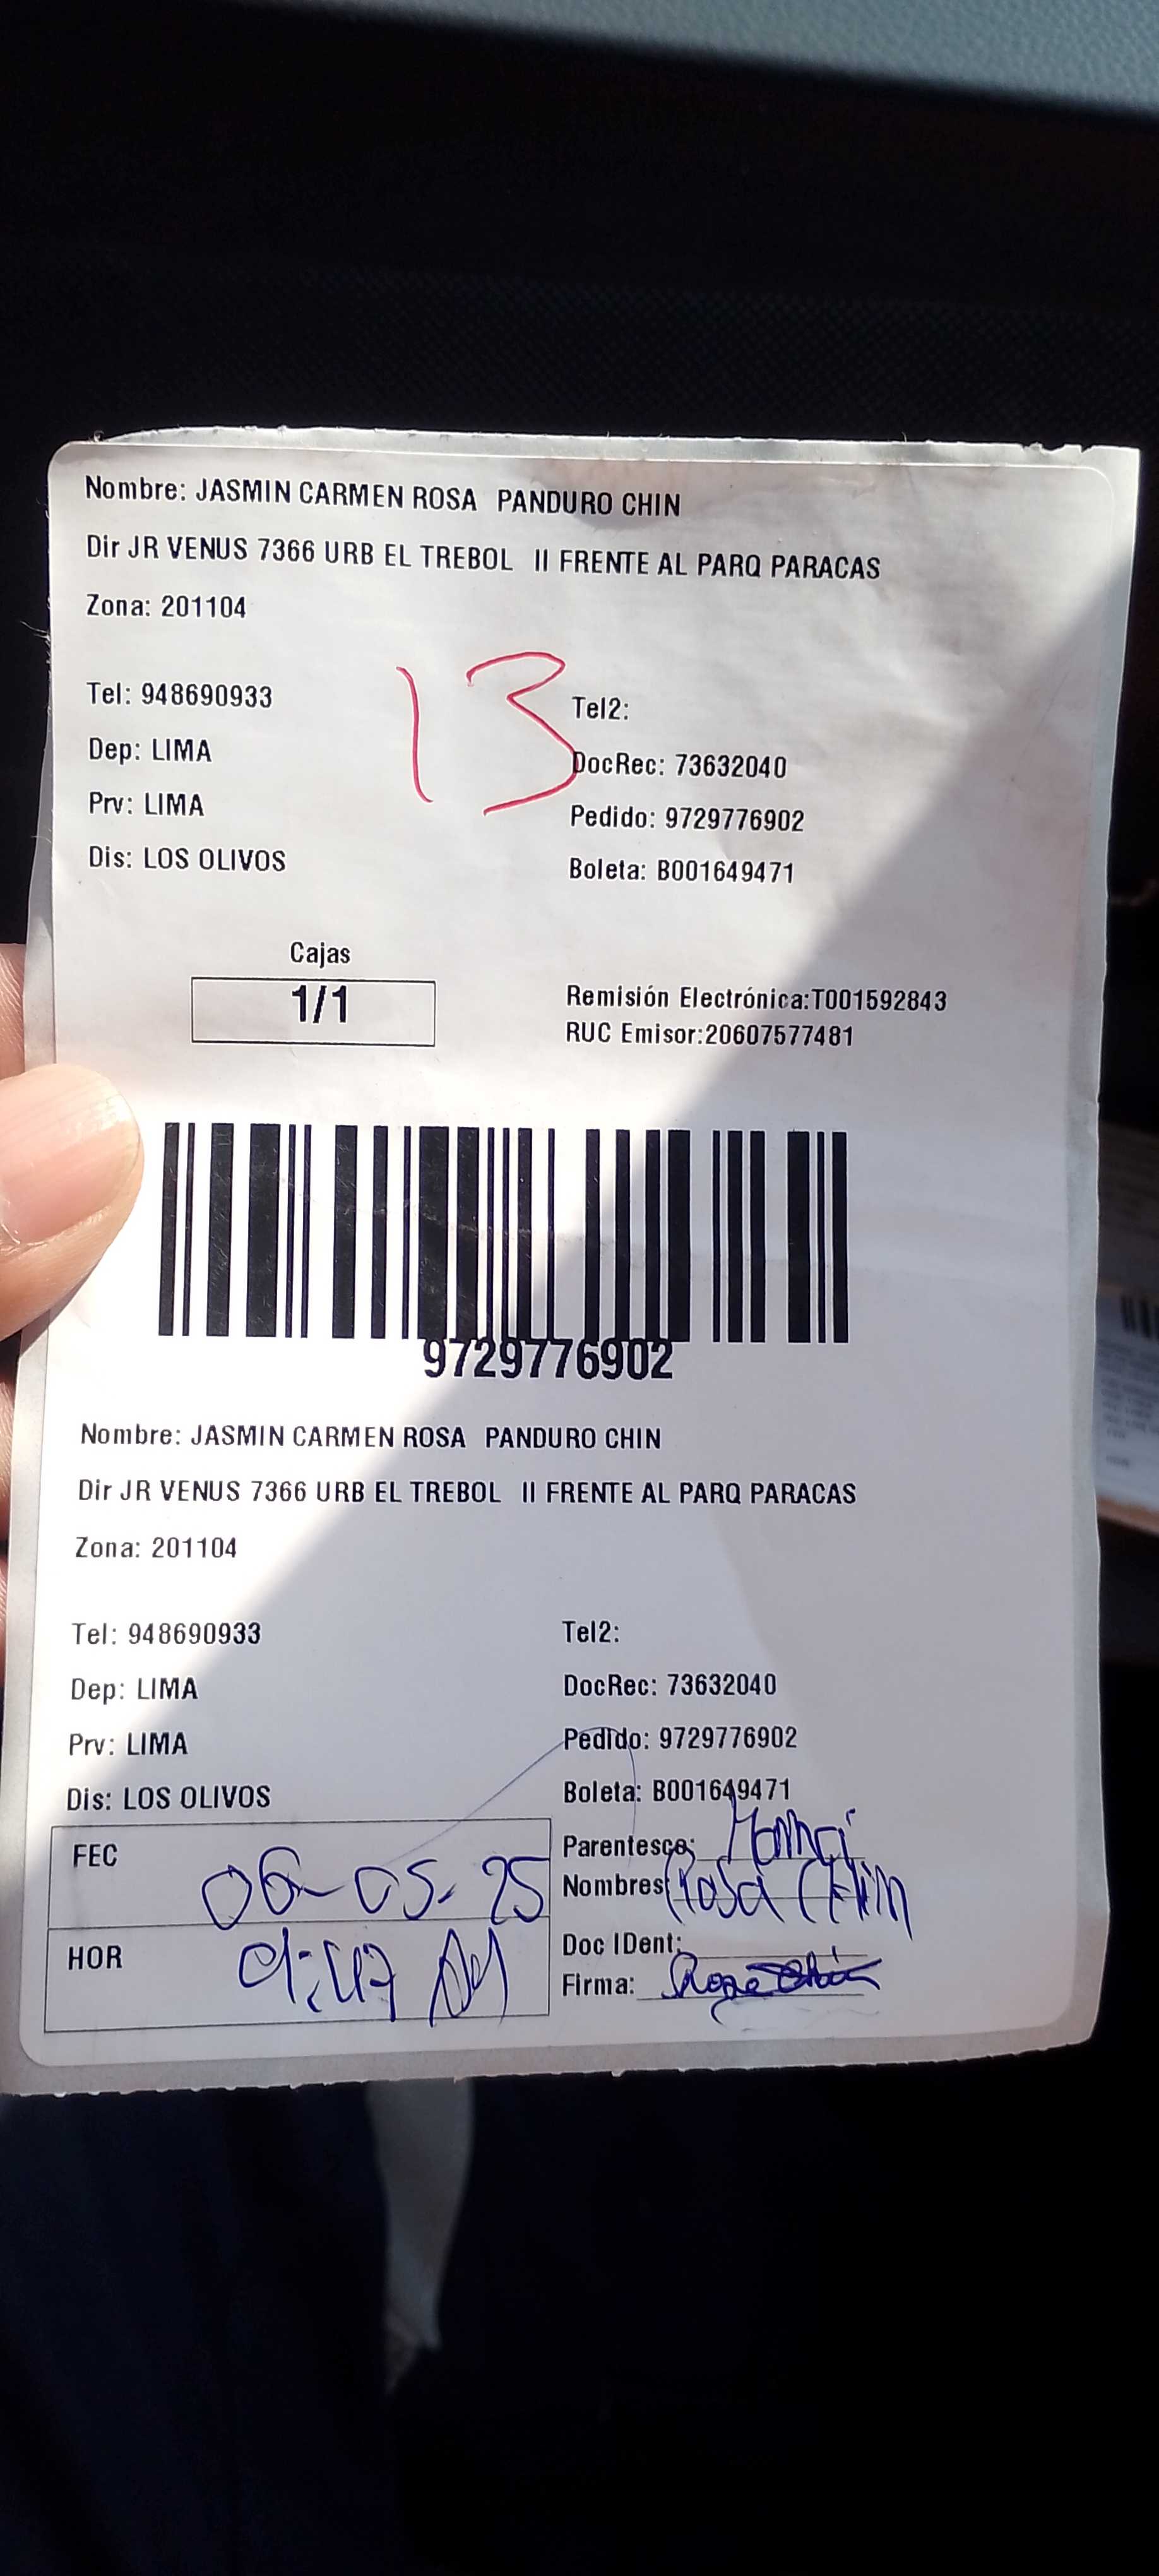 Nombre: JASMIN CARMEN ROSA PANDURO CHIN
Dir JR VENUS 7366 URB EL TREBOL II FRENTE AL PARQ PARACAS
Zona: 201104
13
Tel: 948690933 Tel2:
Dep: LIMA DocRec: 73632040
Prv: LIMA Pedido: 9729776902
Dis: LOS OLIVOS Boleta: B001649471
Cajas
1/1
Remisión Electrónica:T001592843
RUC Emisor:20607577481
9729776902
Nombre: JASMIN CARMEN ROSA PANDURO CHIN
Dir JR VENUS 7366 URB EL TREBOL II FRENTE AL PARQ PARACAS
Zona: 201104
Tel: 948690933 Tel2:
Dep: LIMA DocRec: 73632040
Prv: LIMA Pedido: 9729776902
Dis: LOS OLIVOS Boleta: B001649471
FEC 06-05-25
HOR 9:47 AM
Parentesco: Mamá
Nombres: Rosa Chin
Doc IDent:
Firma: Rosa Chin